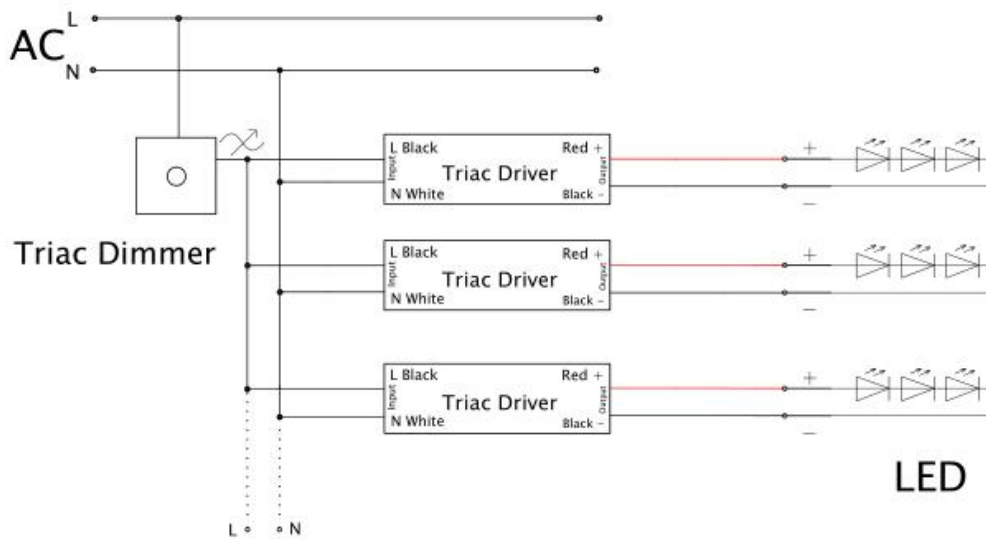 L
AC
N
L Black
Red +
Input
Triac Driver
Output
N White
Black -
+
-
Triac Dimmer
L Black
Red +
Input
Triac Driver
Output
N White
Black -
+
-
L Black
Red +
Input
Triac Driver
Output
N White
Black -
+
-
LED
L
N